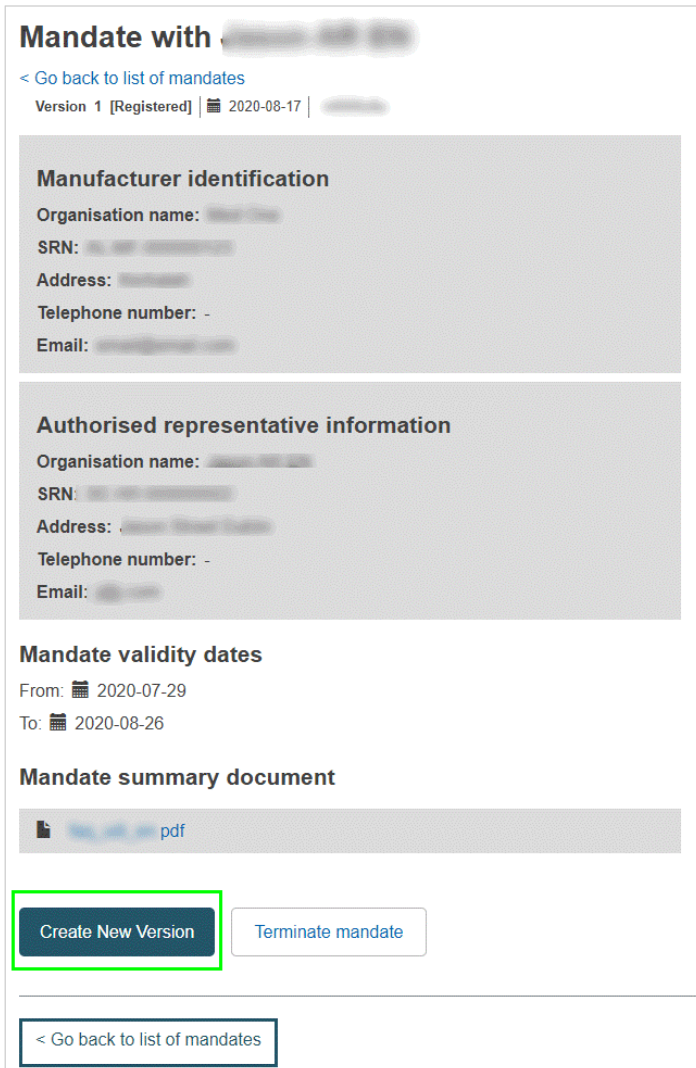 Mandate with
< Go back to list of mandates
Version 1 [Registered] 2020-08-17
Manufacturer identification
Organisation name:
SRN:
Address:
Telephone number: -
Email:
Authorised representative information
Organisation name:
SRN:
Address:
Telephone number: -
Email:
Mandate validity dates
From: 2020-07-29
To: 2020-08-26
Mandate summary document
pdf
Create New Version Terminate mandate
< Go back to list of mandates